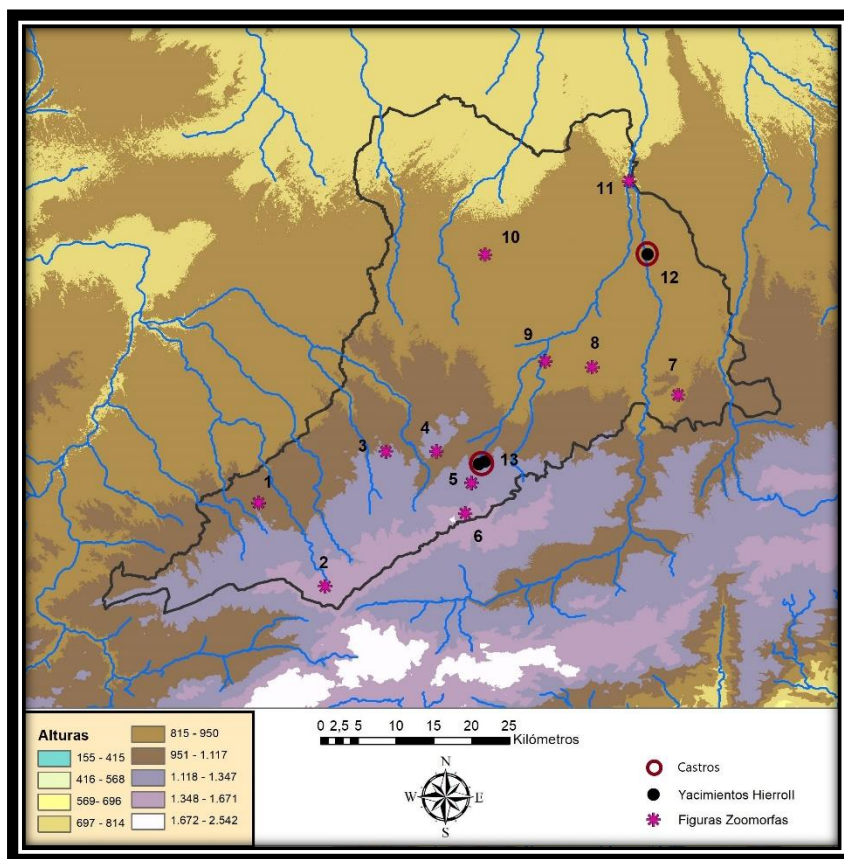 11
10
12
9
8
7
4
3
13
5
1
6
2
Alturas
155 - 415
416 - 568
569- 696
697 - 814
815 - 950
951 - 1.117
1.118 - 1.347
1.348 - 1.671
1.672 - 2.542
0 2,5 5 10 15 20 25
Kilómetros
N
W E
S
Castros
Yacimientos HierroII
Figuras Zoomorfas